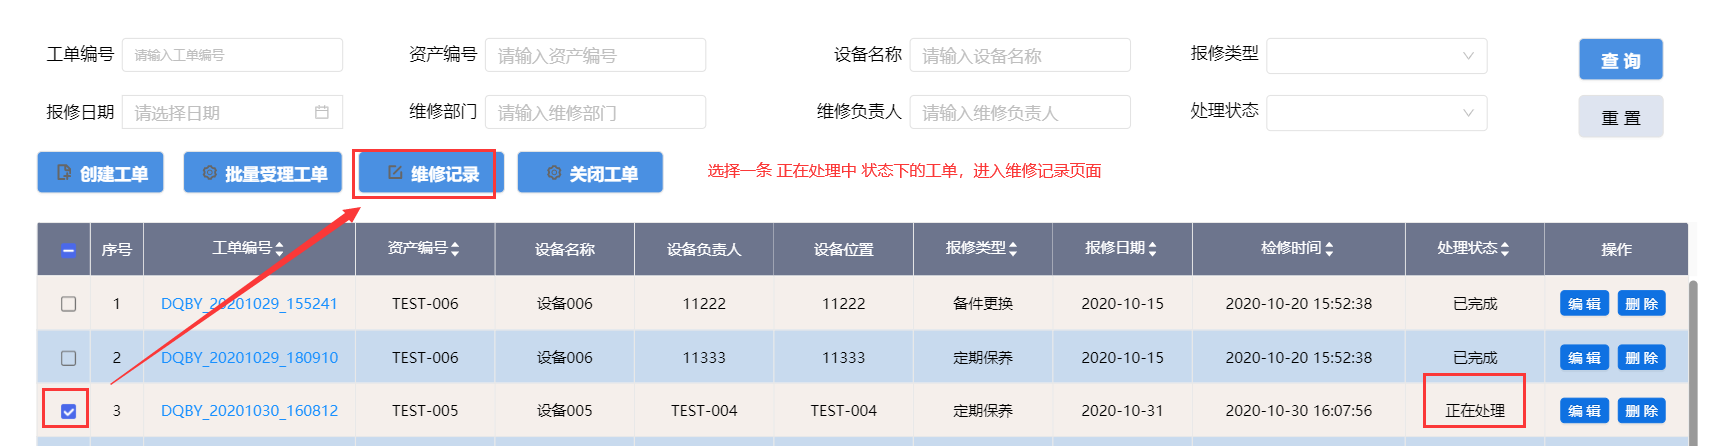 工单编号 请输入工单编号 资产编号 请输入资产编号 设备名称 请输入设备名称 报修类型 查 询
报修日期 请选择日期 维修部门 请输入维修部门 维修负责人 请输入维修负责人 处理状态 重 置
创建工单 批量受理工单 维修记录 关闭工单 选择一条 正在处理中 状态下的工单，进入维修记录页面
序号 工单编号 资产编号 设备名称 设备负责人 设备位置 报修类型 报修日期 检修时间 处理状态 操作
1 DQBY_20201029_155241 TEST-006 设备006 11222 11222 备件更换 2020-10-15 2020-10-20 15:52:38 已完成 编 辑 删 除
2 DQBY_20201029_180910 TEST-006 设备006 11333 11333 定期保养 2020-10-15 2020-10-20 15:52:38 已完成 编 辑 删 除
3 DQBY_20201030_160812 TEST-005 设备005 TEST-004 TEST-004 定期保养 2020-10-31 2020-10-30 16:07:56 正在处理 编 辑 删 除